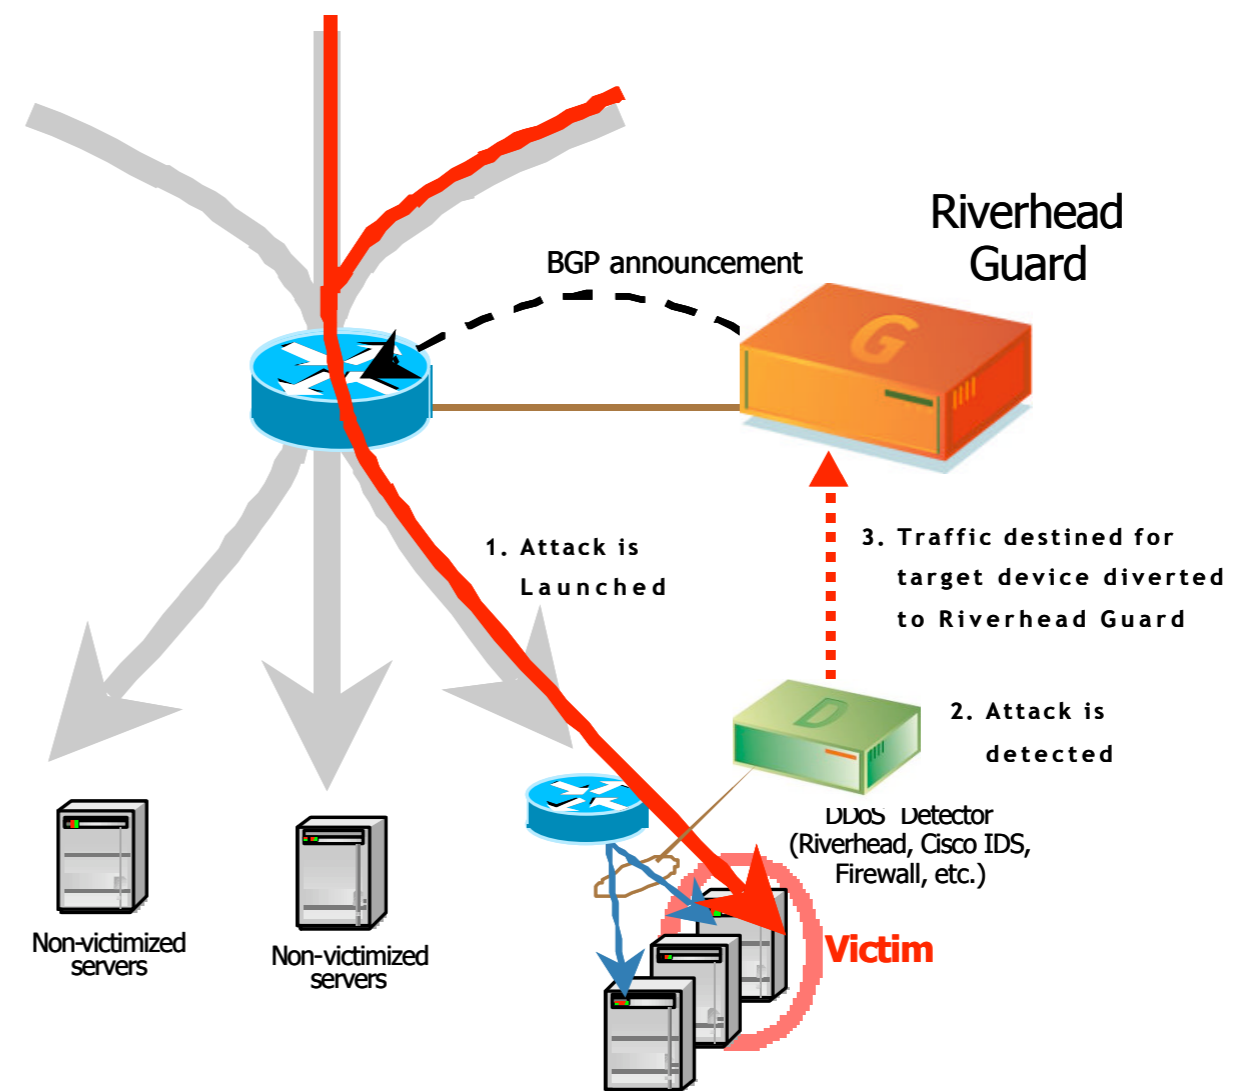 Riverhead
Guard
BGP announcement
G
1. Attack is
Launched
3. Traffic destined for
target device diverted
to Riverhead Guard
D
2. Attack is
detected
DDoS Detector
(Riverhead, Cisco IDS,
Firewall, etc.)
Victim
Non-victimized
servers
Non-victimized
servers